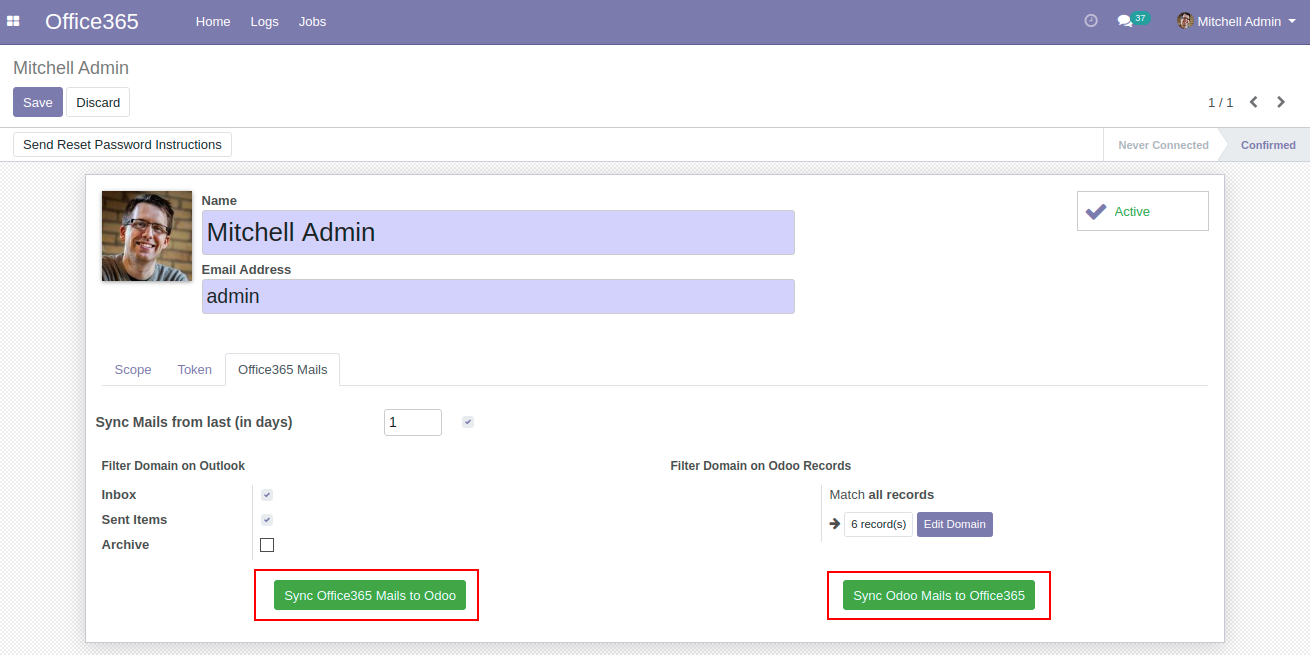 Office365 Home Logs Jobs 37 Mitchell Admin
Mitchell Admin
Save Discard 1 / 1
Send Reset Password Instructions Never Connected Confirmed
Name
Mitchell Admin
Active
Email Address
admin
Scope Token Office365 Mails
Sync Mails from last (in days) 1
Filter Domain on Outlook Filter Domain on Odoo Records
Inbox Match all records
Sent Items 6 record(s) Edit Domain
Archive
Sync Office365 Mails to Odoo Sync Odoo Mails to Office365